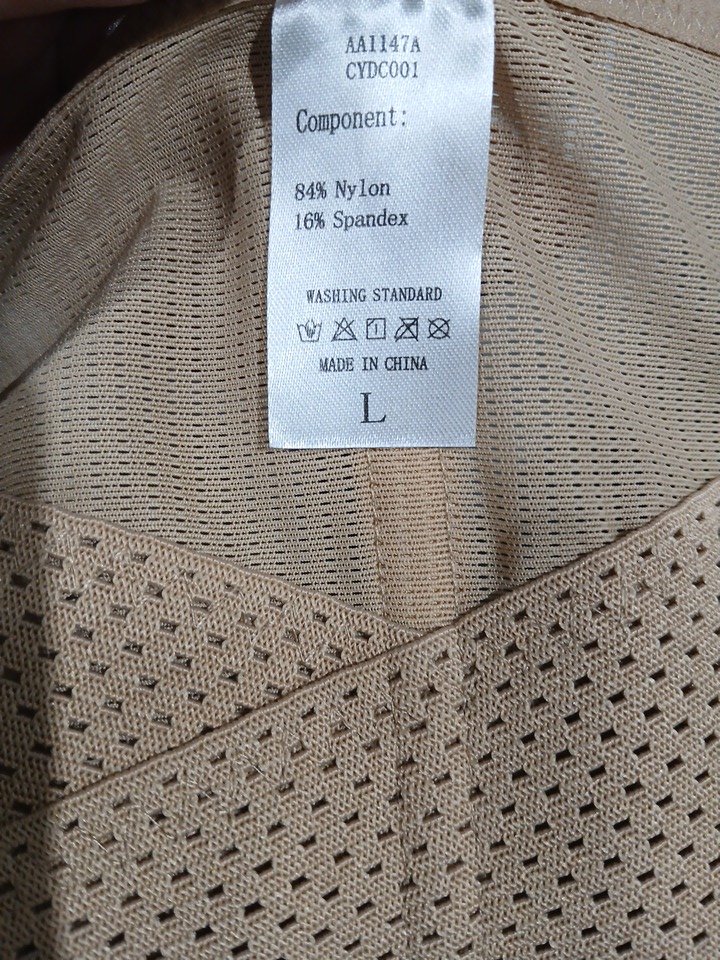 AA1147A
CYDC001
Component:
84% Nylon
16% Spandex
WASHING STANDARD
MADE IN CHINA
L